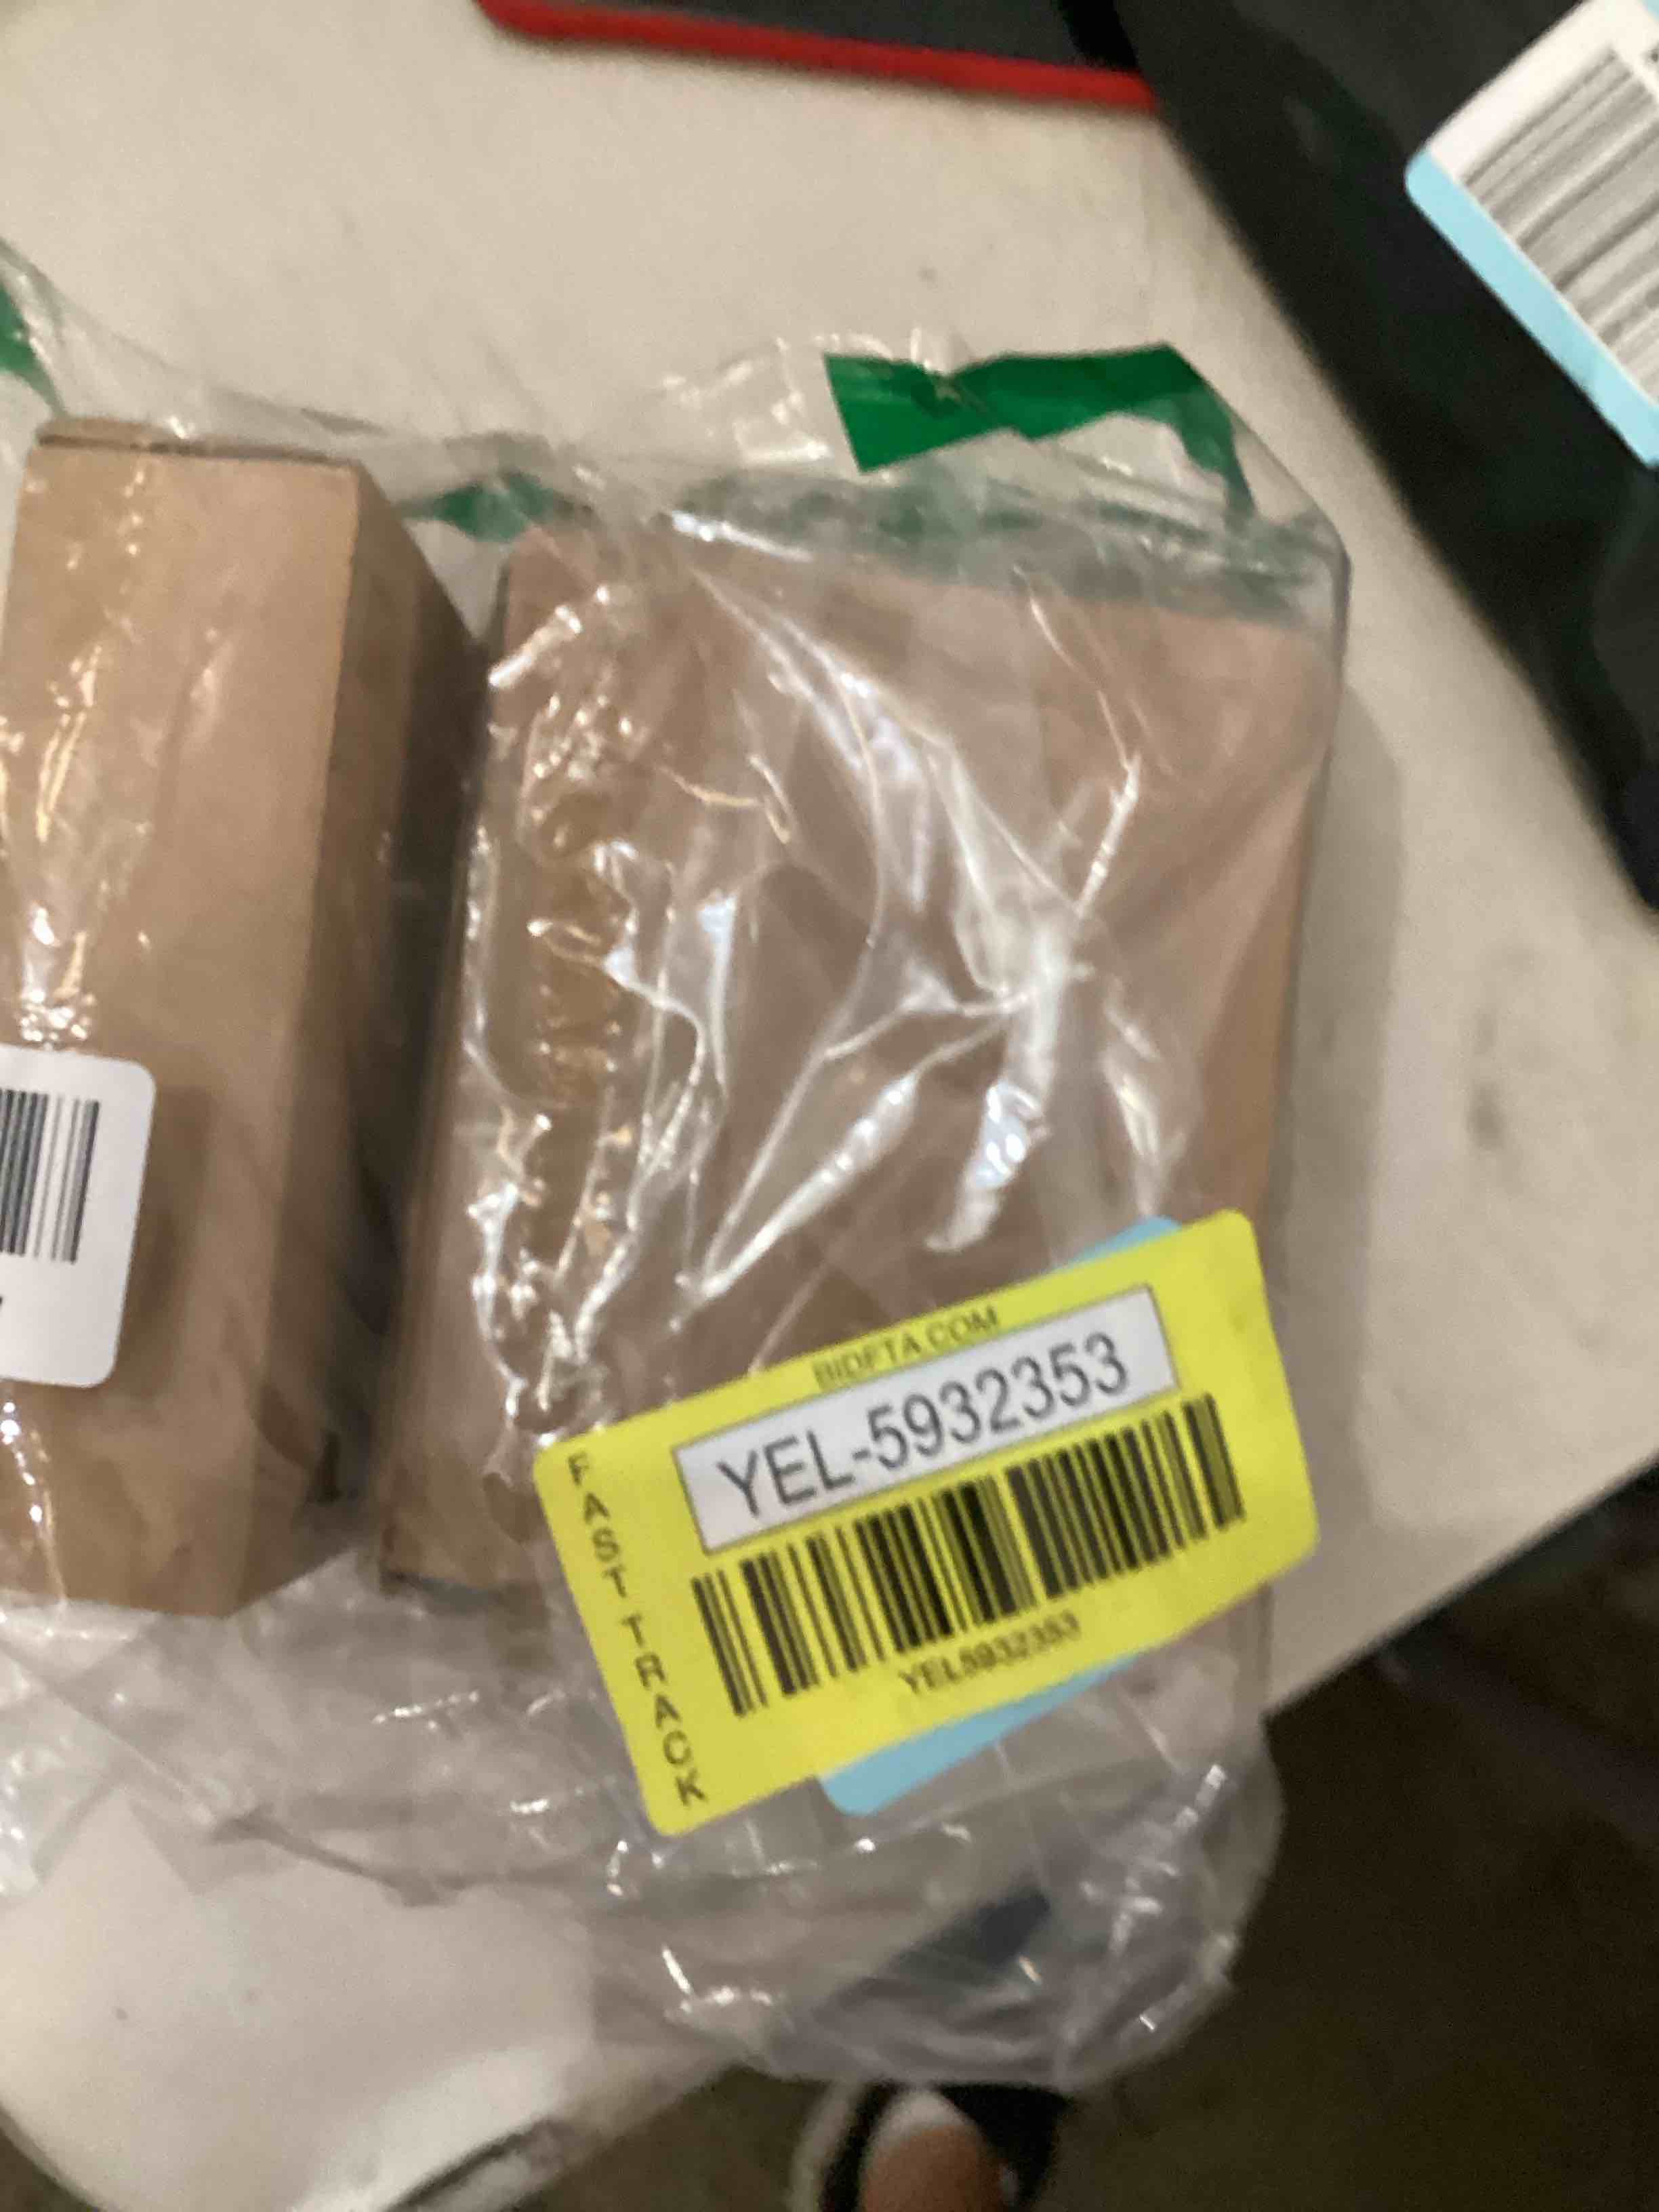 BIDFTA.COM
YEL-5932353
FAST TRACK
YEL5932353